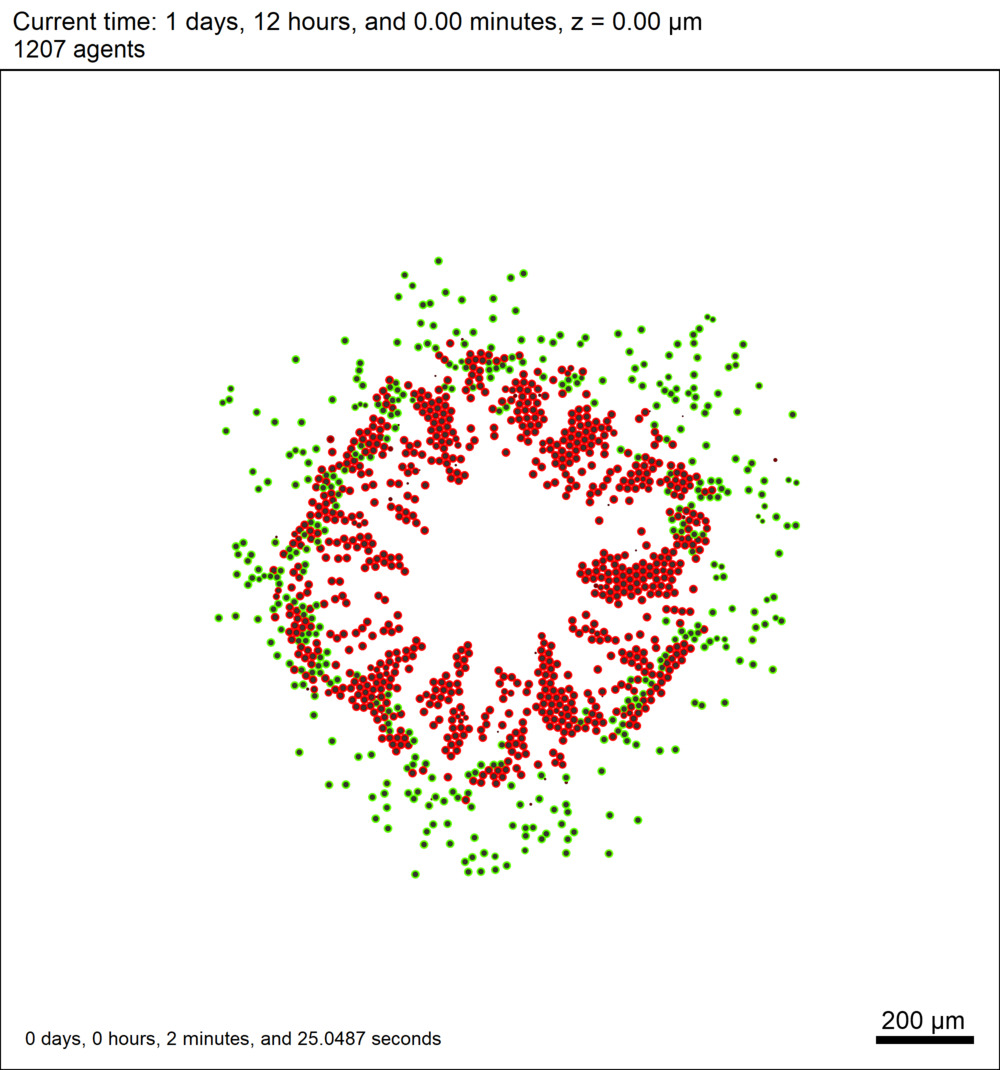 Current time: 1 days, 12 hours, and 0.00 minutes, z = 0.00 μm
1207 agents
200 μm
0 days, 0 hours, 2 minutes, and 25.0487 seconds